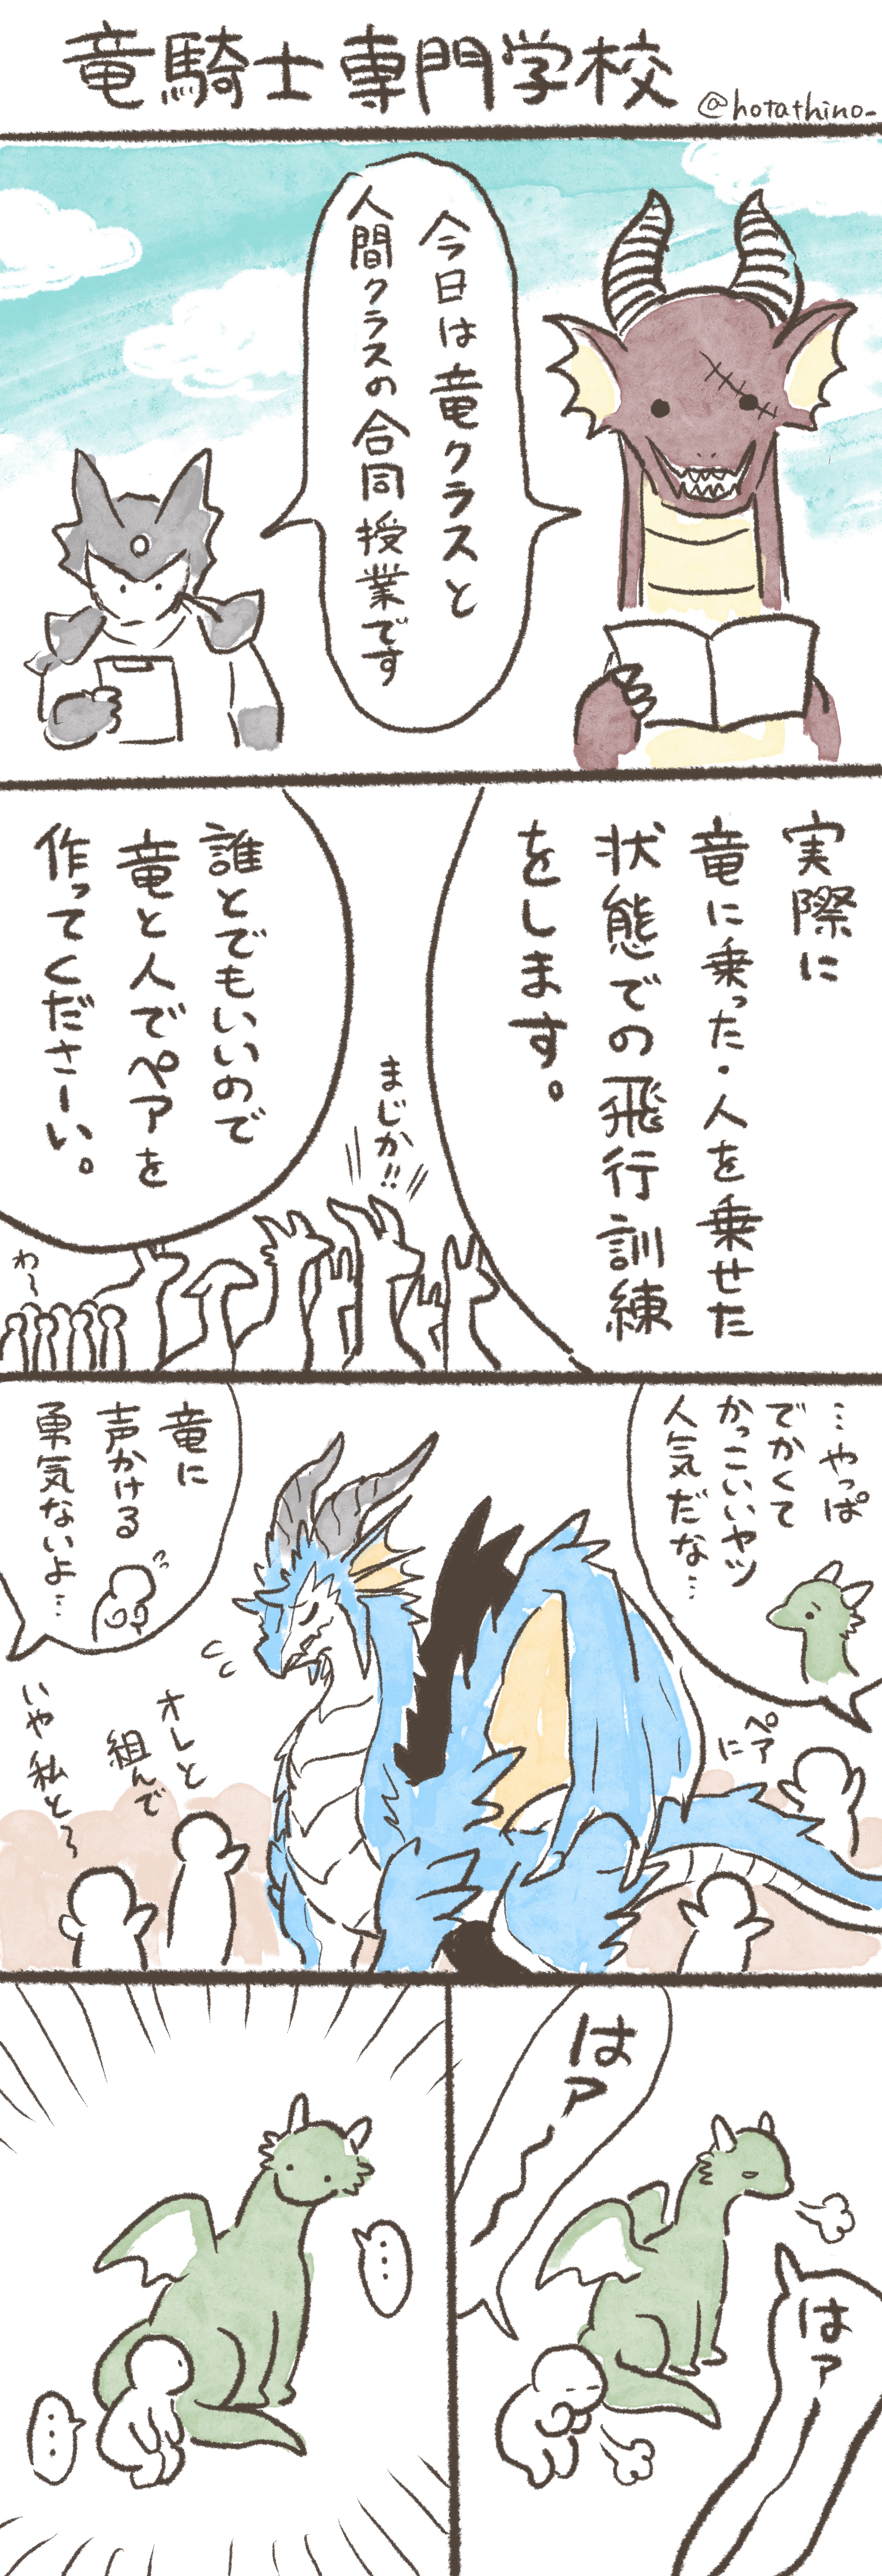 竜騎士専門学校
@hotathino_
今日は竜クラスと
人間クラスの合同授業です
実際に
竜に乗った・人を乗せた
状態での飛行訓練
をします。
まじか!!
誰とでもいいので
竜と人でペアを
作ってくださーい。
わ〜
…やっぱ
でかくて
かっこいいヤツ
人気だな…
ペア
に
竜に
声かける
勇気ないよ…
オレと
組んで
いや私と〜
はァ〜
はァ
…
…